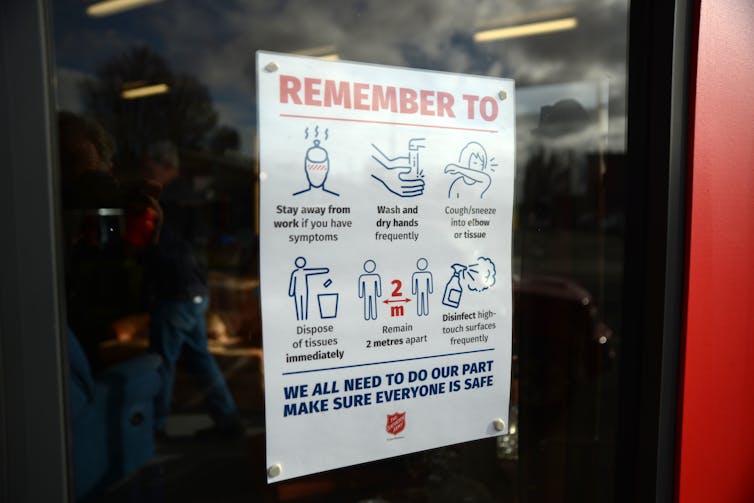 REMEMBER TO
Stay away from
work if you have
symptoms
Wash and
dry hands
frequently
Cough/sneeze
into elbow
or tissue
Dispose
of tissues
immediately
2
m
Remain
2 metres apart
Disinfect high-
touch surfaces
frequently
WE ALL NEED TO DO OUR PART
MAKE SURE EVERYONE IS SAFE